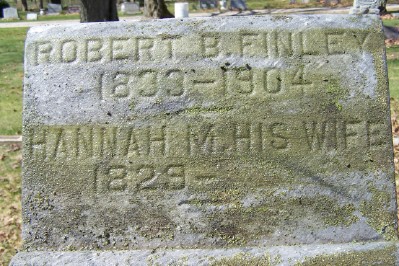 ROBERT B. FINLEY
1833-1904
HANNAH M. HIS WIFE
1829-